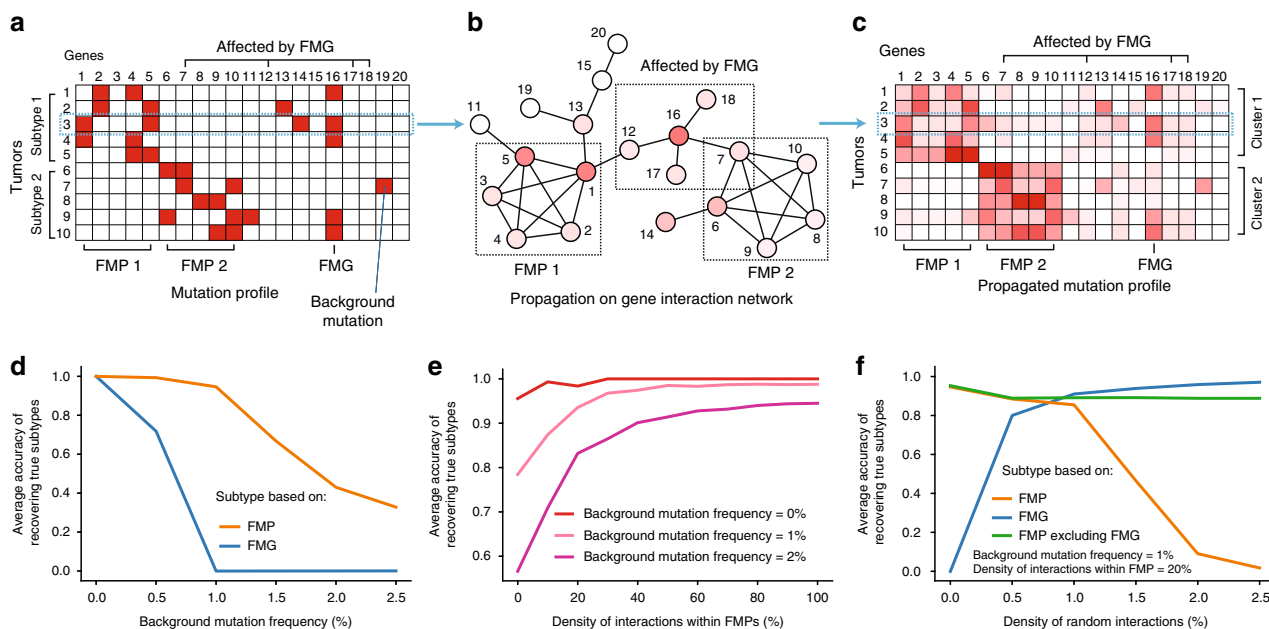 a
Affected by FMG
Genes
1 2 3 4 5 6 7 8 9 10 11 12 13 14 15 16 17 18 19 20
Tumors
Subtype 1
Subtype 2
1
2
3
4
5
6
7
8
9
10
FMP 1
FMP 2
FMG
Mutation profile
Background
mutation
b
20
15
Affected by FMG
19
13
11
18
16
12
10
5
7
17
3
1
14
6
8
4
2
9
FMP 1
FMP 2
Propagation on gene interaction network
c
Affected by FMG
Genes
1 2 3 4 5 6 7 8 9 10 11 12 13 14 15 16 17 18 19 20
Tumors
1
2
3
4
5
6
7
8
9
10
Cluster 1
Cluster 2
FMP 1
FMP 2
FMG
Propagated mutation profile
d
Average accuracy of
recovering true subtypes
1.0
0.8
0.6
0.4
0.2
0.0
Subtype based on:
FMP
FMG
0.0 0.5 1.0 1.5 2.0 2.5
Background mutation frequency (%)
e
Average accuracy of
recovering true subtypes
1.0
0.9
0.8
0.7
0.6
Background mutation frequency = 0%
Background mutation frequency = 1%
Background mutation frequency = 2%
0 20 40 60 80 100
Density of interactions within FMPs (%)
f
Average accuracy of
recovering true subtypes
1.0
0.8
0.6
0.4
0.2
0.0
Subtype based on:
FMP
FMG
FMP excluding FMG
Background mutation frequency = 1%
Density of interactions within FMP = 20%
0.0 0.5 1.0 1.5 2.0 2.5
Density of random interactions (%)